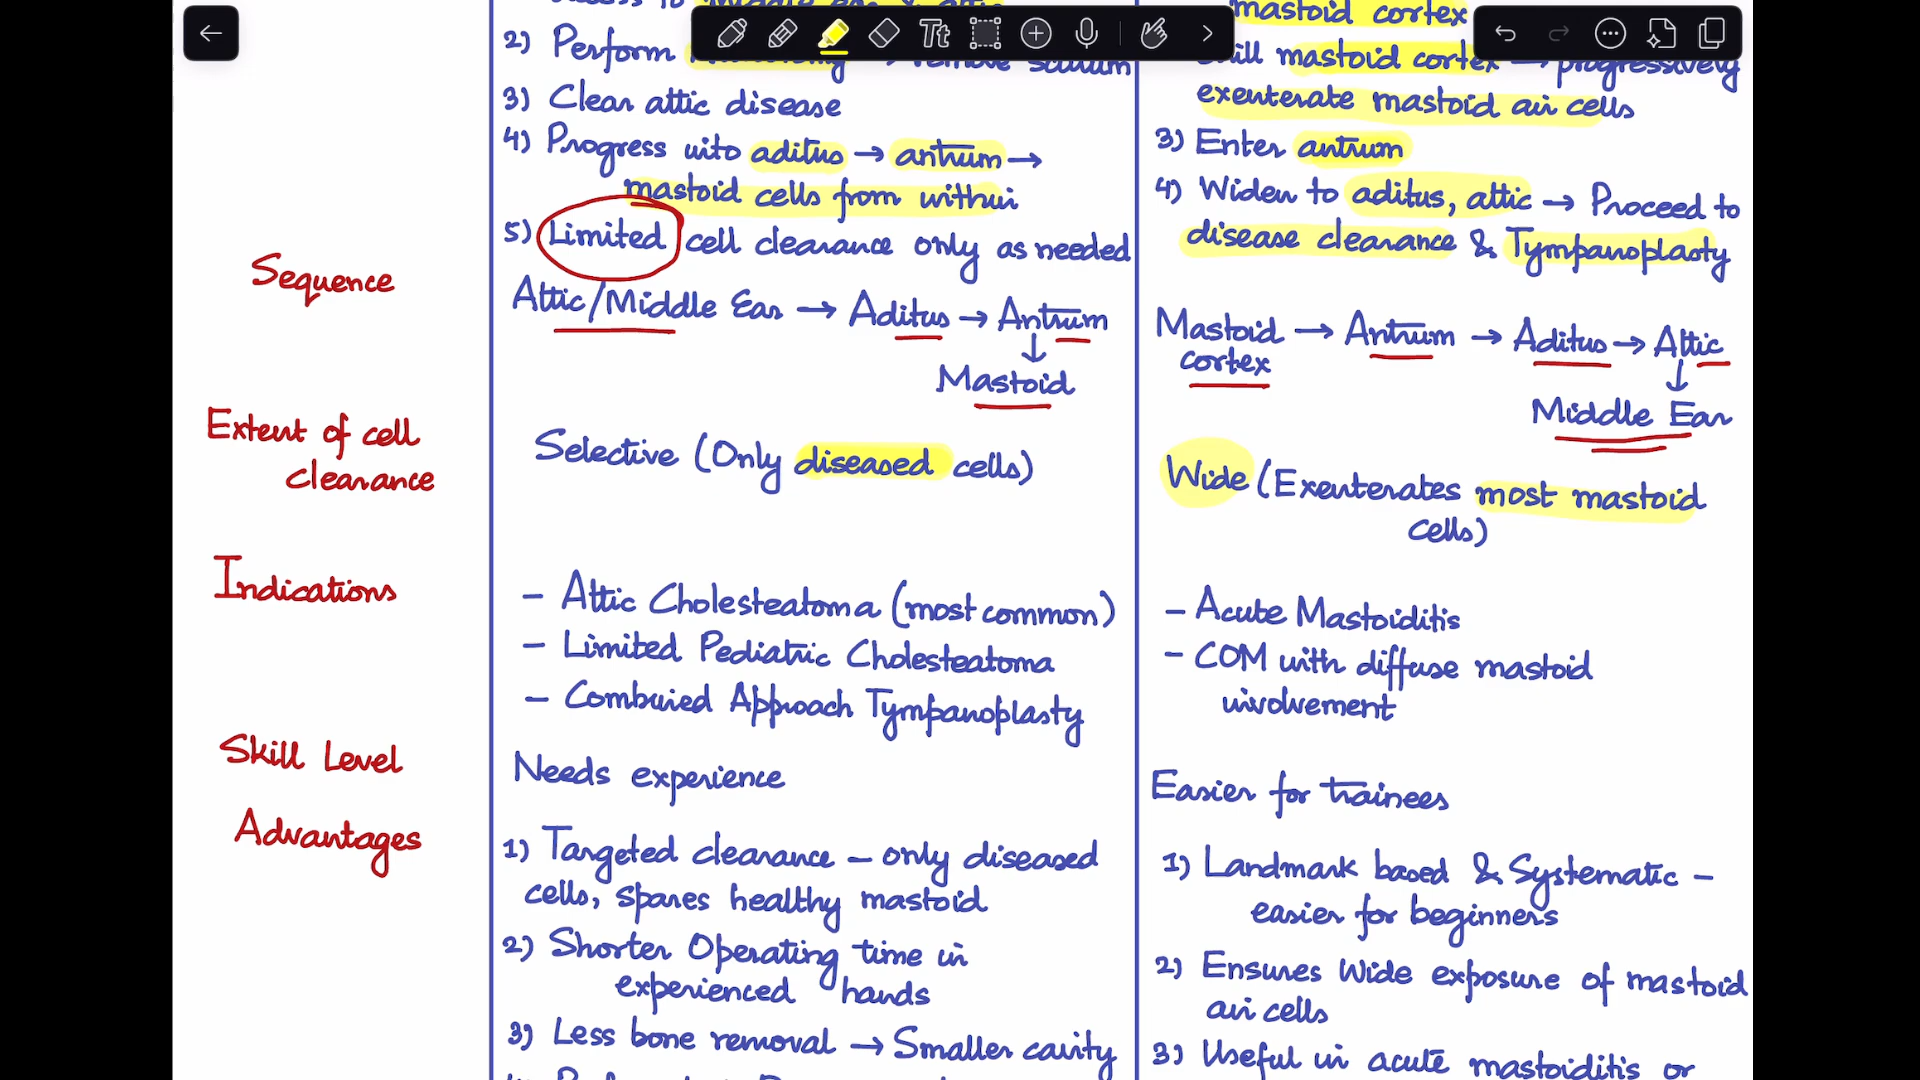 2) Perform
3) Clear attic disease
4) Progress into aditus → antrum →
mastoid cells from within
5) Limited cell clearance only as needed
Attic/Middle Ear → Aditus → Antrum
↓
Mastoid
Selective (Only diseased cells)
- Attic Cholesteatoma (most common)
- Limited Pediatric Cholesteatoma
- Combined Approach Tympanoplasty
Needs experience
1) Targeted clearance - only diseased
cells, spares healthy mastoid
2) Shorter Operating time in
experienced hands
3) Less bone removal → Smaller cavity
mastoid cortex
mastoid cortex → progressively
exenterate mastoid air cells
3) Enter antrum
4) Widen to aditus, attic → Proceed to
disease clearance & Tympanoplasty
Mastoid → Antrum → Aditus → Attic
cortex
↓
Middle Ear
Wide (Exenterates most mastoid
cells)
- Acute Mastoiditis
- COM with diffuse mastoid
involvement
Easier for trainees
1) Landmark based & Systematic -
easier for beginners
2) Ensures Wide exposure of mastoid
air cells
3) Useful in acute mastoiditis or
Sequence
Extent of cell
clearance
Indications
Skill Level
Advantages
Tt